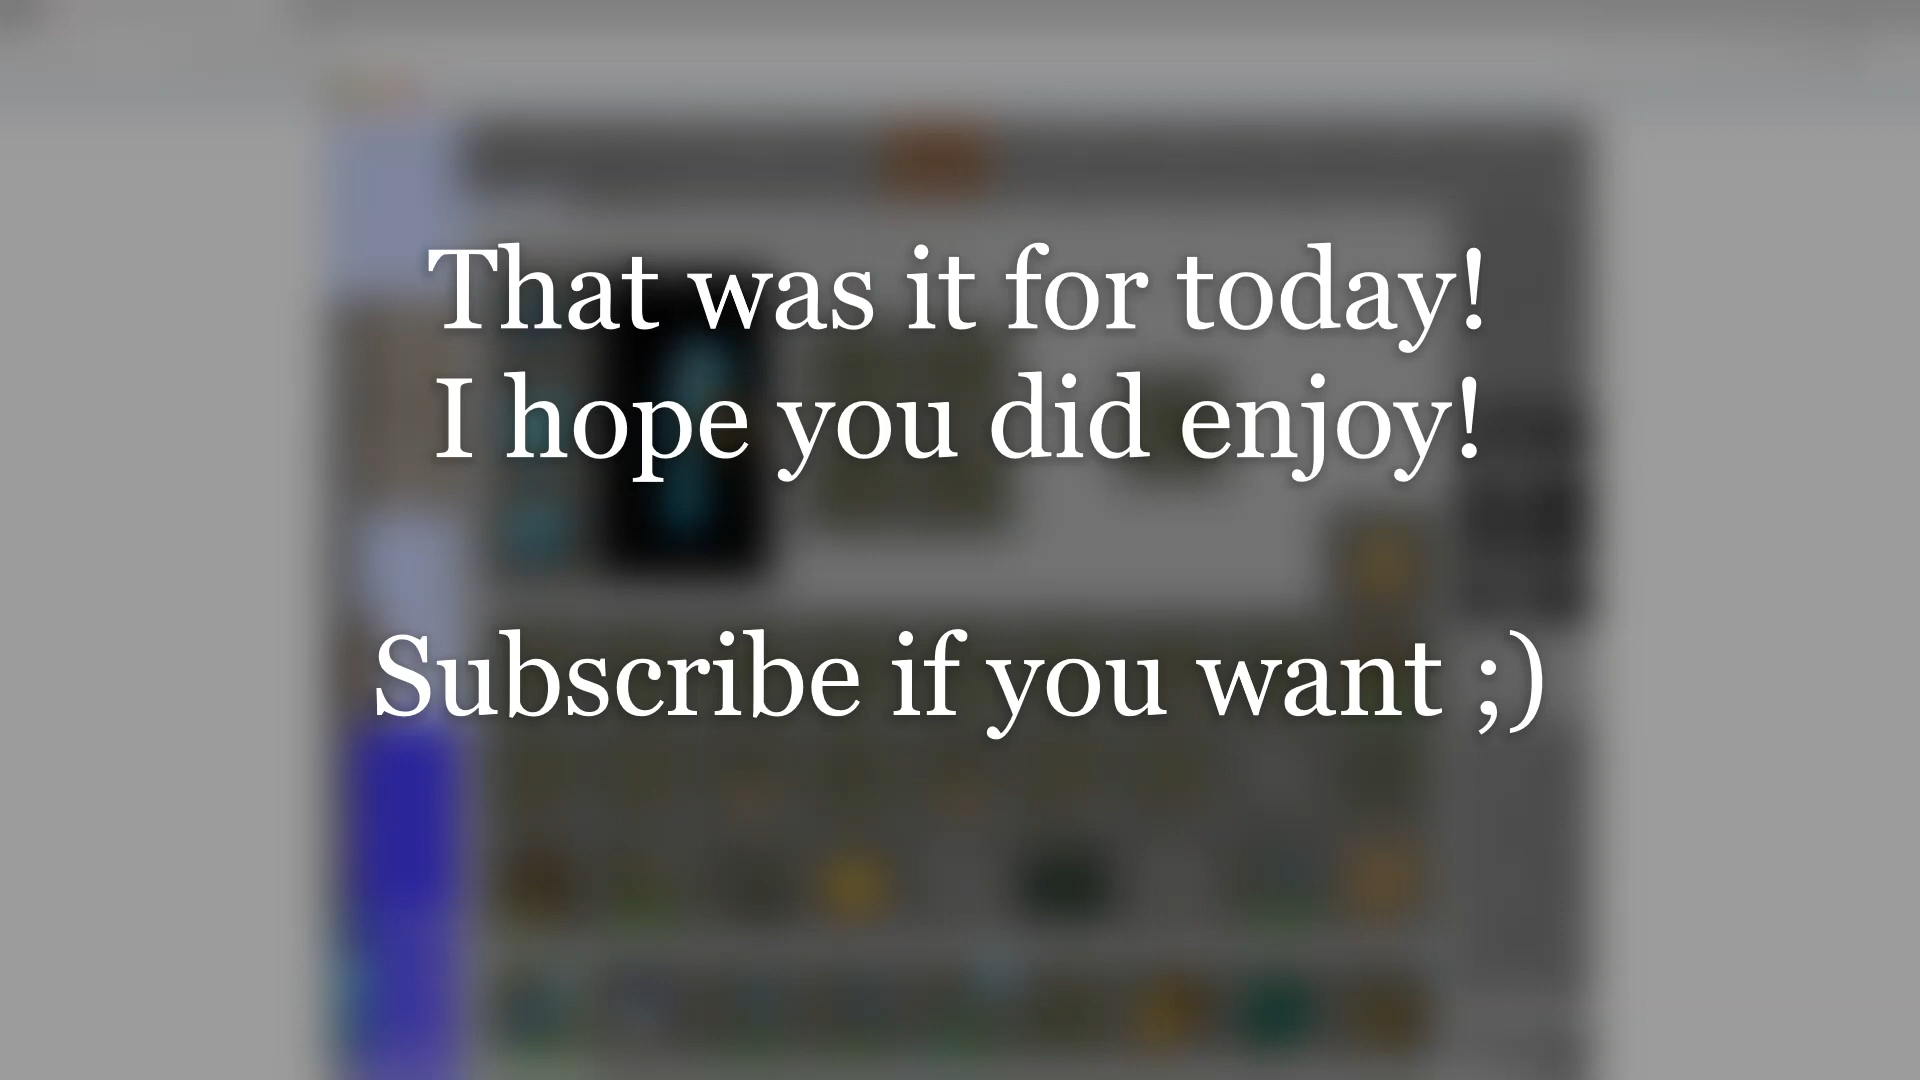 That was it for today!
I hope you did enjoy!
Subscribe if you want ;)